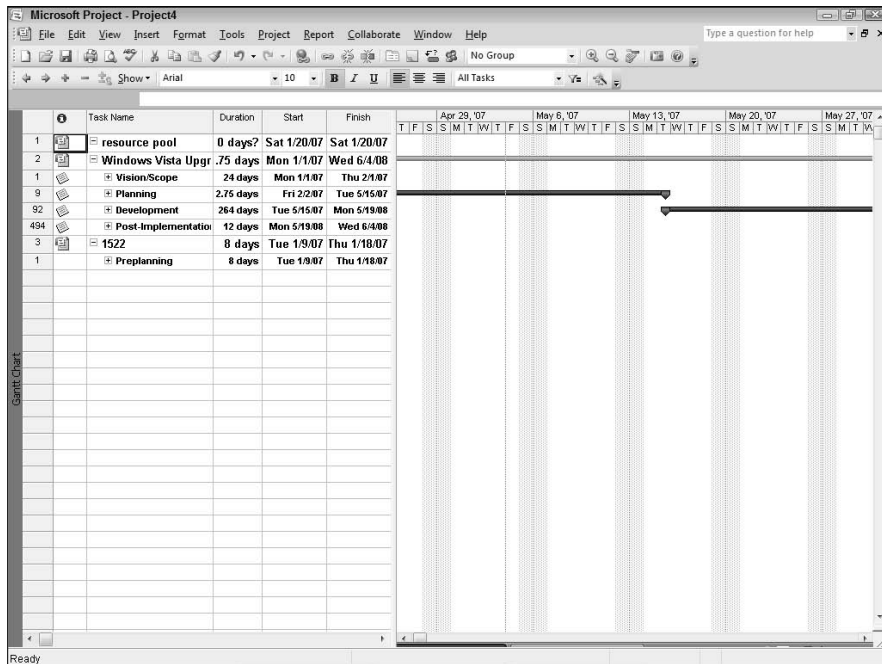 Microsoft Project - Project4
File Edit View Insert Format Tools Project Report Collaborate Window Help
Type a question for help
No Group
Show Arial 10 B I U All Tasks
Task Name Duration Start Finish
Apr 29, '07 May 6, '07 May 13, '07 May 20, '07 May 27, '07
T F S S M T W T F S S M T W T F S S M T W T F S S M T W T F S S M T W
1 resource pool 0 days? Sat 1/20/07 Sat 1/20/07
2 Windows Vista Upgr .75 days Mon 1/1/07 Wed 6/4/08
1 Vision/Scope 24 days Mon 1/1/07 Thu 2/1/07
9 Planning 2.75 days Fri 2/2/07 Tue 5/15/07
92 Development 264 days Tue 5/15/07 Mon 5/19/08
494 Post-Implementation 12 days Mon 5/19/08 Wed 6/4/08
3 1522 8 days Tue 1/9/07 Thu 1/18/07
1 Preplanning 8 days Tue 1/9/07 Thu 1/18/07
Gantt Chart
Ready